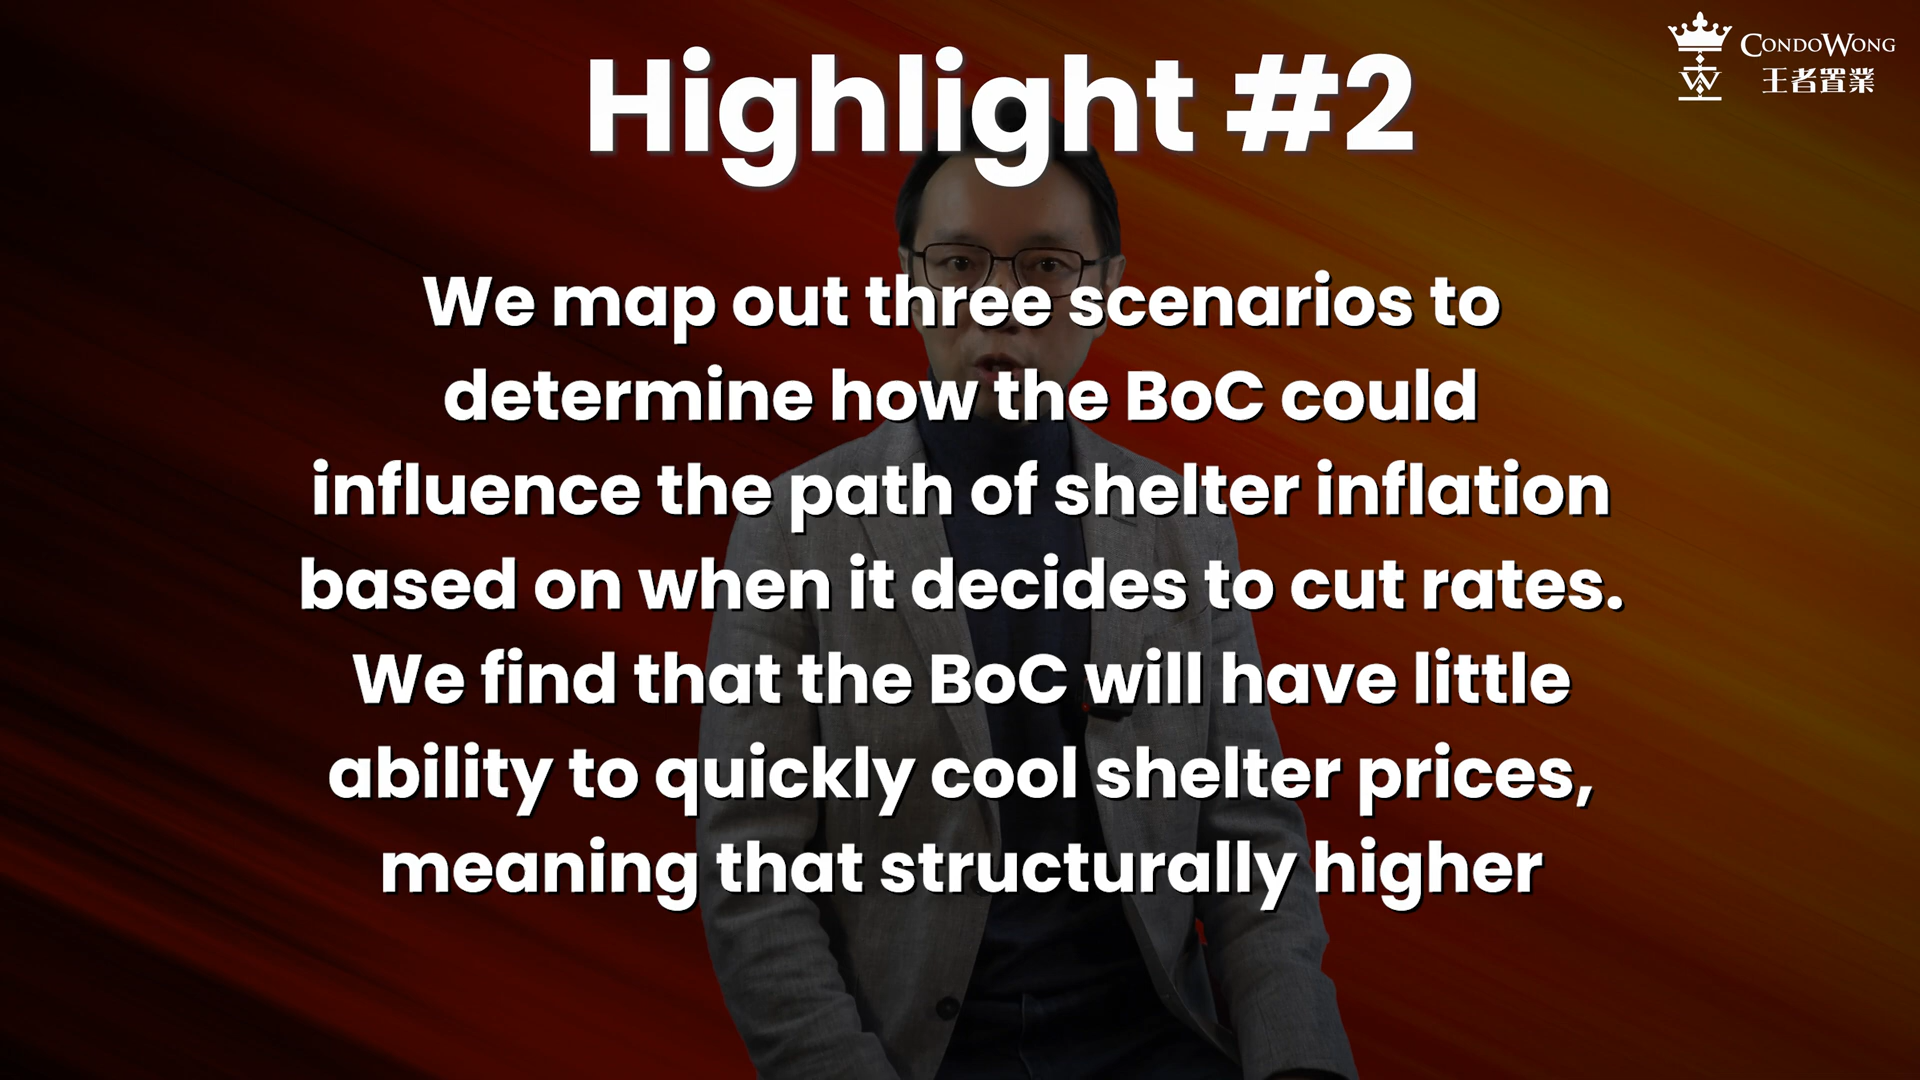 CONDOWONG
王者置業
Highlight #2
We map out three scenarios to
determine how the BoC could
influence the path of shelter inflation
based on when it decides to cut rates.
We find that the BoC will have little
ability to quickly cool shelter prices,
meaning that structurally higher